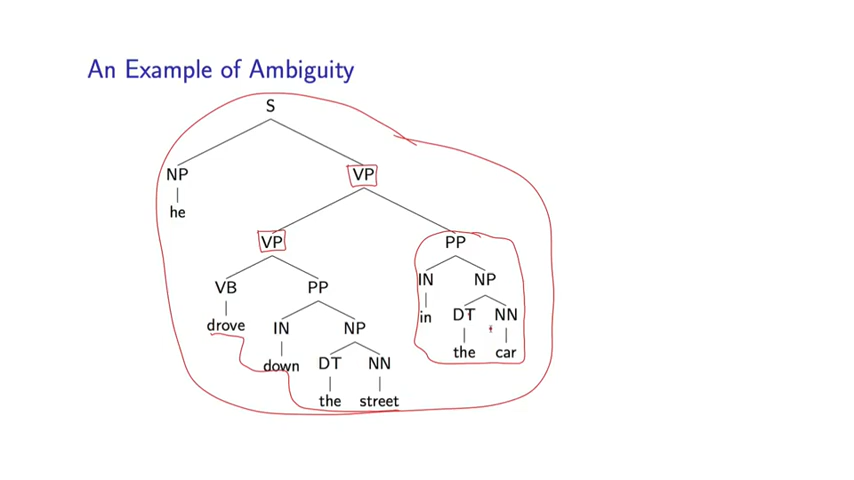 An Example of Ambiguity
S
NP VP
he
VP PP
VB PP IN NP
drove IN NP in DT NN
down DT NN the car
the street